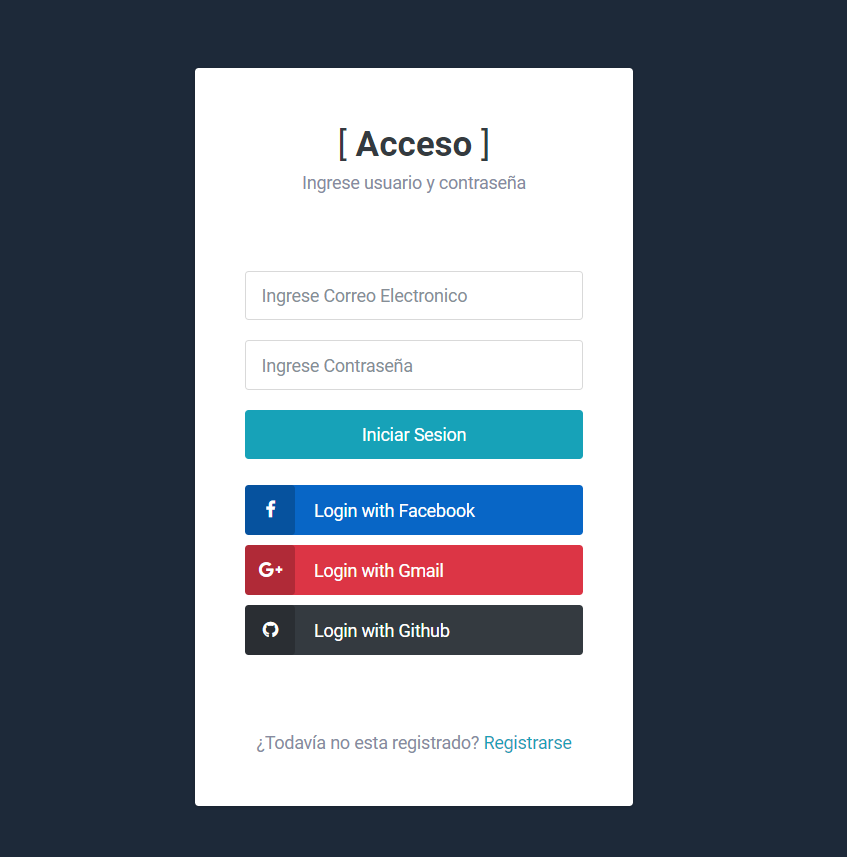 [ Acceso ]
Ingrese usuario y contraseña
Ingrese Correo Electronico
Ingrese Contraseña
Iniciar Sesion
Login with Facebook
Login with Gmail
Login with Github
¿Todavía no esta registrado? Registrarse